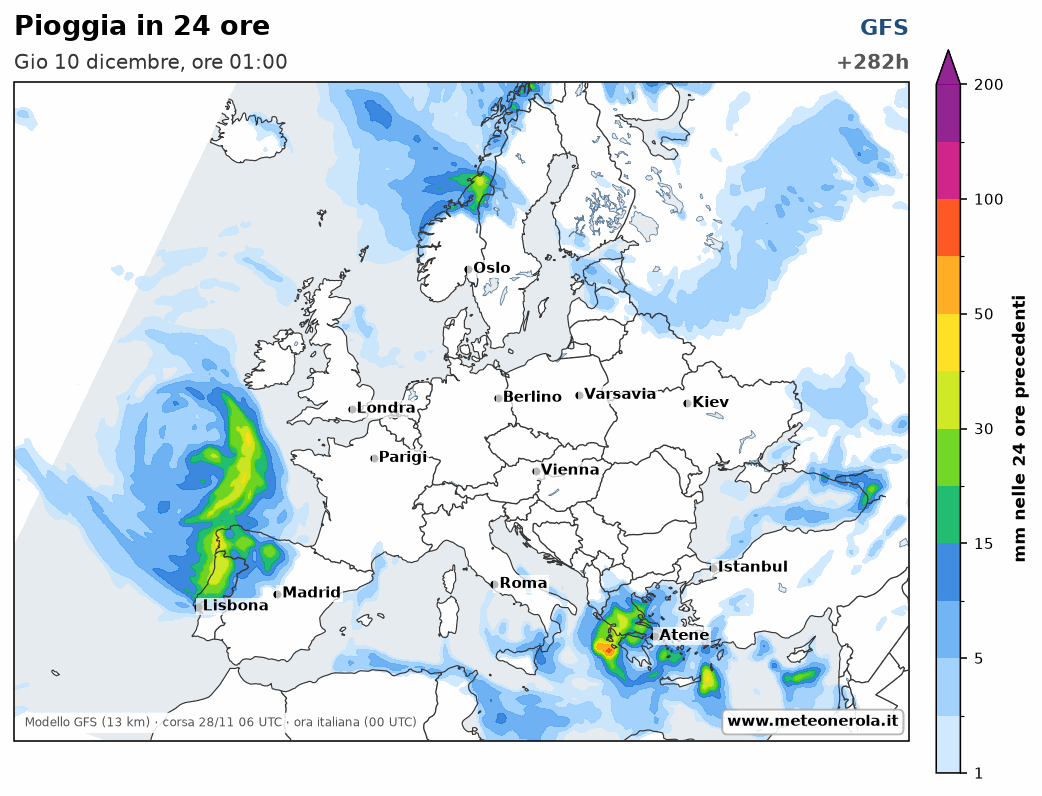 Pioggia in 24 ore
GFS
Gio 10 dicembre, ore 01:00
+282h
200
100
50
30
15
5
1
mm nelle 24 ore precedenti
Oslo
Londra
Berlino
Varsavia
Kiev
Parigi
Vienna
Istanbul
Roma
Madrid
Lisbona
Atene
Modello GFS (13 km) · corsa 28/11 06 UTC · ora italiana (00 UTC)
www.meteonerola.it